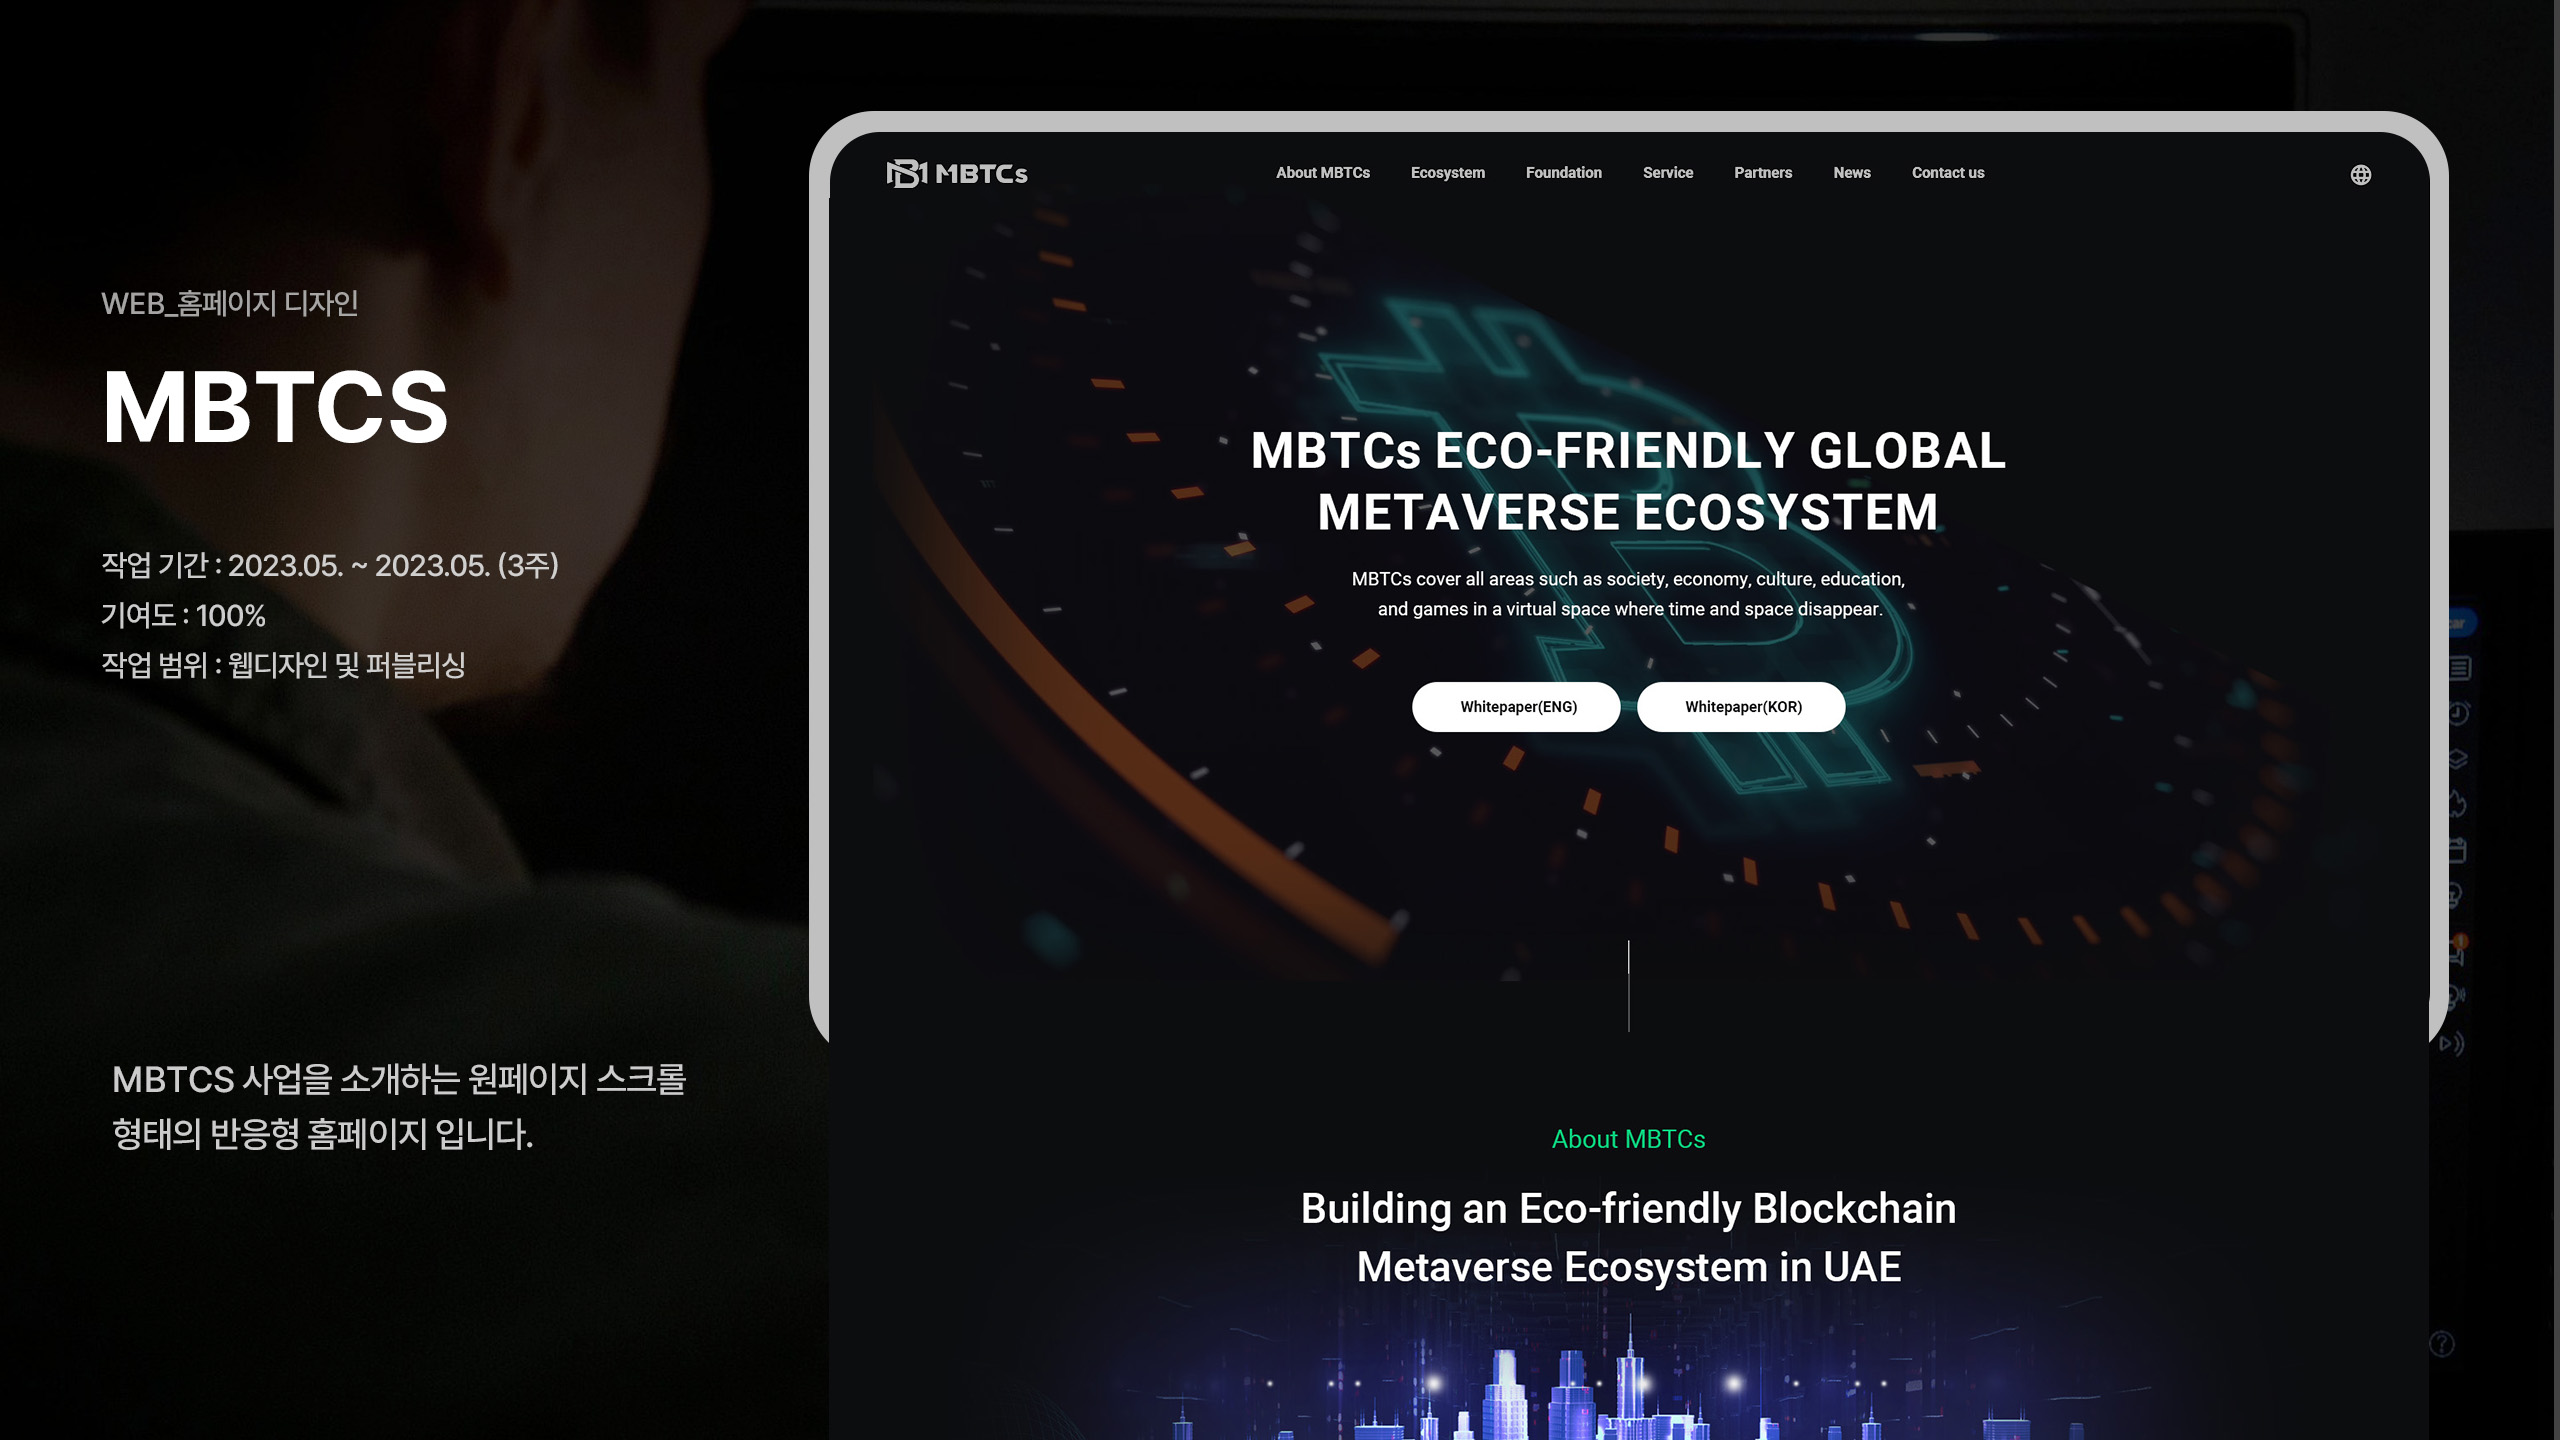 WEB_홈페이지 디자인
MBTCS
작업 기간 : 2023.05. ~ 2023.05. (3주)
기여도 : 100%
작업 범위 : 웹디자인 및 퍼블리싱
MBTCS 사업을 소개하는 원페이지 스크롤
형태의 반응형 홈페이지 입니다.
MBTCs
About MBTCs Ecosystem Foundation Service Partners News Contact us
MBTCs ECO-FRIENDLY GLOBAL
METAVERSE ECOSYSTEM
MBTCs cover all areas such as society, economy, culture, education,
and games in a virtual space where time and space disappear.
Whitepaper(ENG) Whitepaper(KOR)
About MBTCs
Building an Eco-friendly Blockchain
Metaverse Ecosystem in UAE